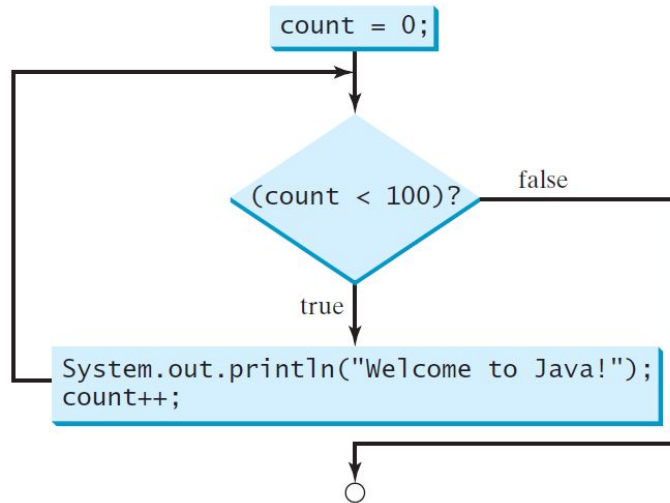 count = 0;
(count < 100)?
false
true
System.out.println("Welcome to Java!");
count++;